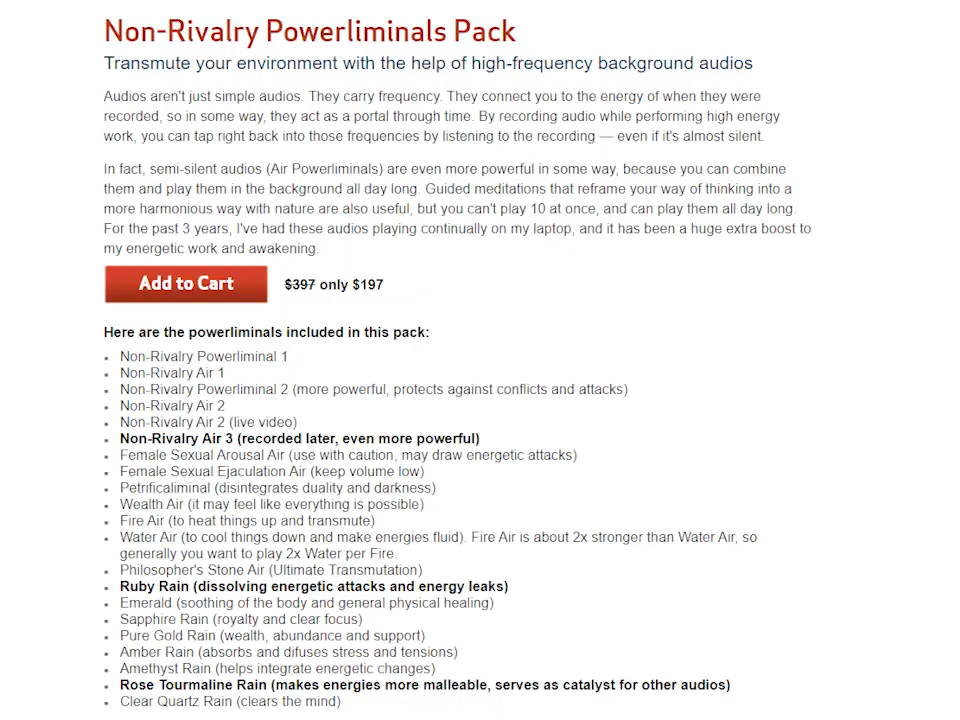 Non-Rivalry Powerliminals Pack
Transmute your environment with the help of high-frequency background audios
Audios aren't just simple audios. They carry frequency. They connect you to the energy of when they were
recorded, so in some way, they act as a portal through time. By recording audio while performing high energy
work, you can tap right back into those frequencies by listening to the recording — even if it's almost silent.
In fact, semi-silent audios (Air Powerliminals) are even more powerful in some way, because you can combine
them and play them in the background all day long. Guided meditations that reframe your way of thinking into a
more harmonious way with nature are also useful, but you can't play 10 at once, and can play them all day long.
For the past 3 years, I've had these audios playing continually on my laptop, and it has been a huge extra boost to
my energetic work and awakening.
Add to Cart $397 only $197
Here are the powerliminals included in this pack:
• Non-Rivalry Powerliminal 1
• Non-Rivalry Air 1
• Non-Rivalry Powerliminal 2 (more powerful, protects against conflicts and attacks)
• Non-Rivalry Air 2
• Non-Rivalry Air 2 (live video)
• Non-Rivalry Air 3 (recorded later, even more powerful)
• Female Sexual Arousal Air (use with caution, may draw energetic attacks)
• Female Sexual Ejaculation Air (keep volume low)
• Petrificaliminal (disintegrates duality and darkness)
• Wealth Air (it may feel like everything is possible)
• Fire Air (to heat things up and transmute)
• Water Air (to cool things down and make energies fluid). Fire Air is about 2x stronger than Water Air, so
generally you want to play 2x Water per Fire.
• Philosopher's Stone Air (Ultimate Transmutation)
• Ruby Rain (dissolving energetic attacks and energy leaks)
• Emerald (soothing of the body and general physical healing)
• Sapphire Rain (royalty and clear focus)
• Pure Gold Rain (wealth, abundance and support)
• Amber Rain (absorbs and difuses stress and tensions)
• Amethyst Rain (helps integrate energetic changes)
• Rose Tourmaline Rain (makes energies more malleable, serves as catalyst for other audios)
• Clear Quartz Rain (clears the mind)